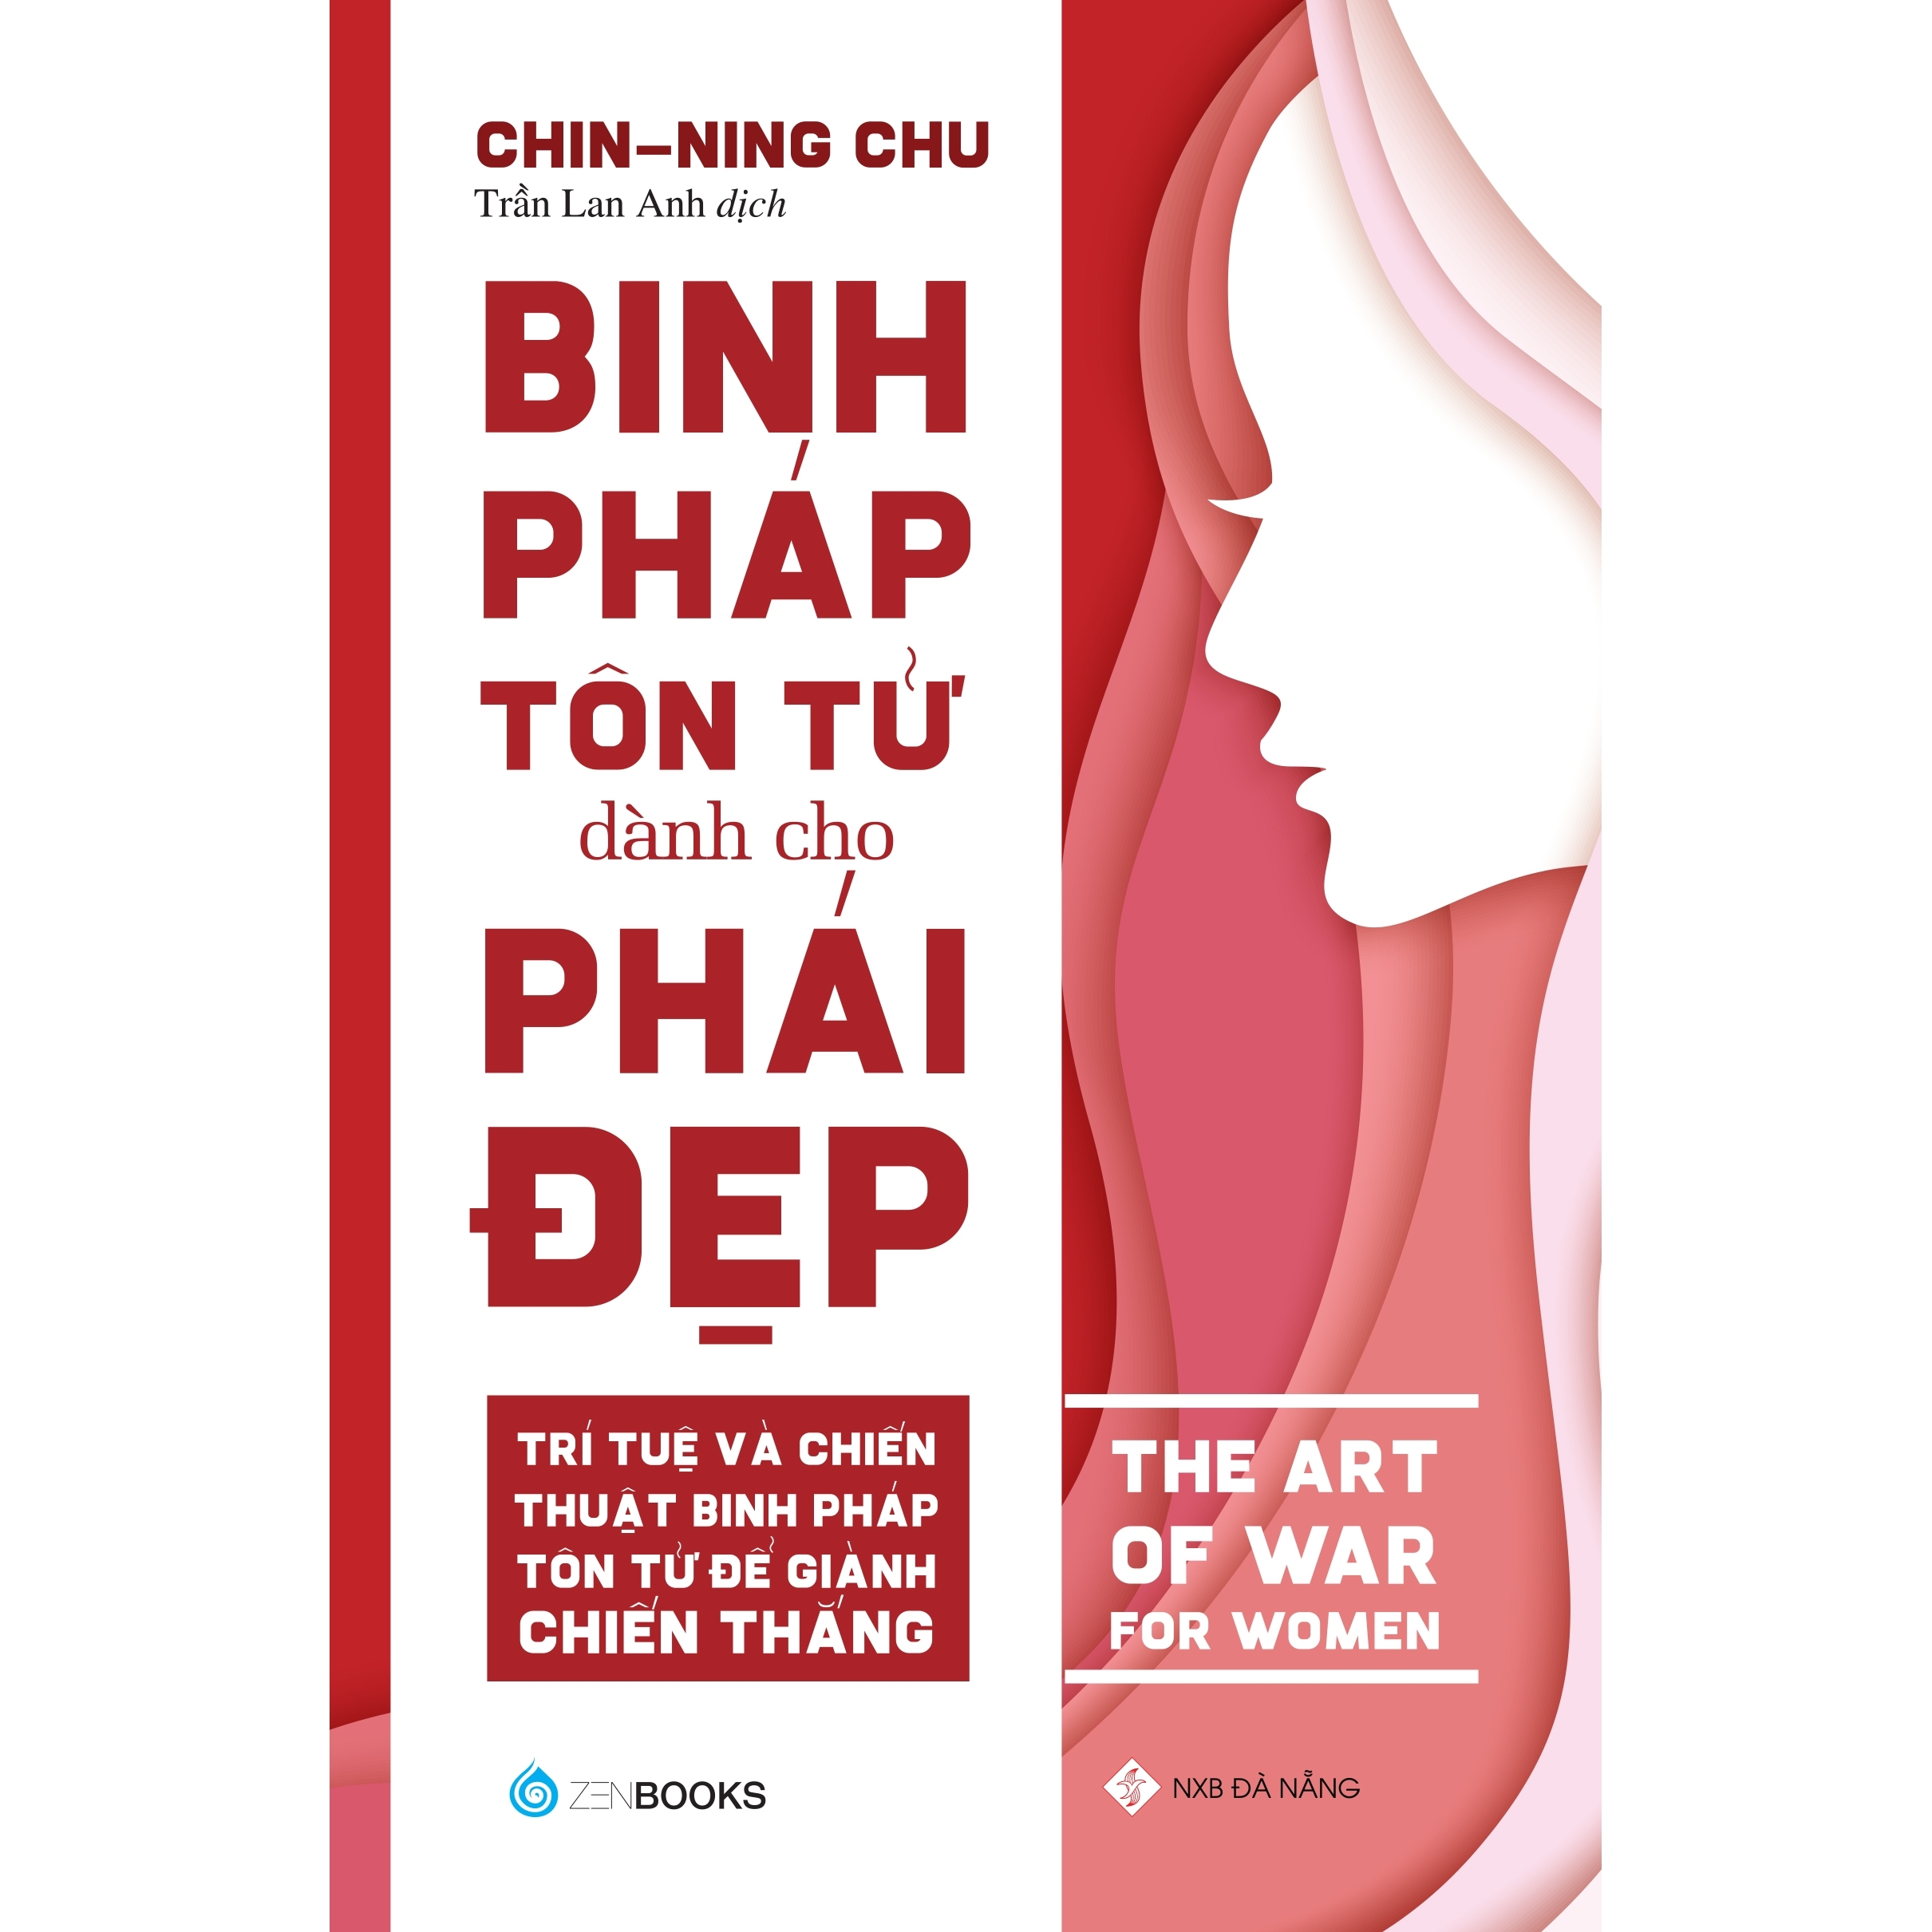 CHIN-NING CHU
Trần Lan Anh dịch
BINH
PHÁP
TÔN TỬ
dành cho
PHÁI
ĐẸP
TRÍ TUỆ VÀ CHIẾN
THUẬT BINH PHÁP
TÔN TỬ ĐỂ GIÀNH
CHIẾN THẮNG
THE ART
OF WAR
FOR WOMEN
ZENBOOKS
NXB ĐÀ NẴNG